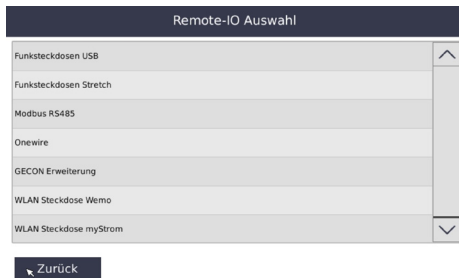 Remote-IO Auswahl
Funksteckdosen USB
Funksteckdosen Stretch
Modbus RS485
Onewire
GECON Erweiterung
WLAN Steckdose Wemo
WLAN Steckdose myStrom
Zurück